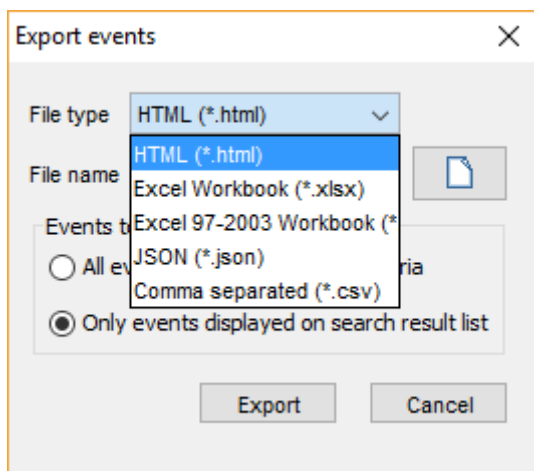 Export events
File type HTML (*.html)
HTML (*.html)
File name
Excel Workbook (*.xlsx)
Excel 97-2003 Workbook (*
Events t
JSON (*.json)
All ev ria
Comma separated (*.csv)
Only events displayed on search result list
Export Cancel